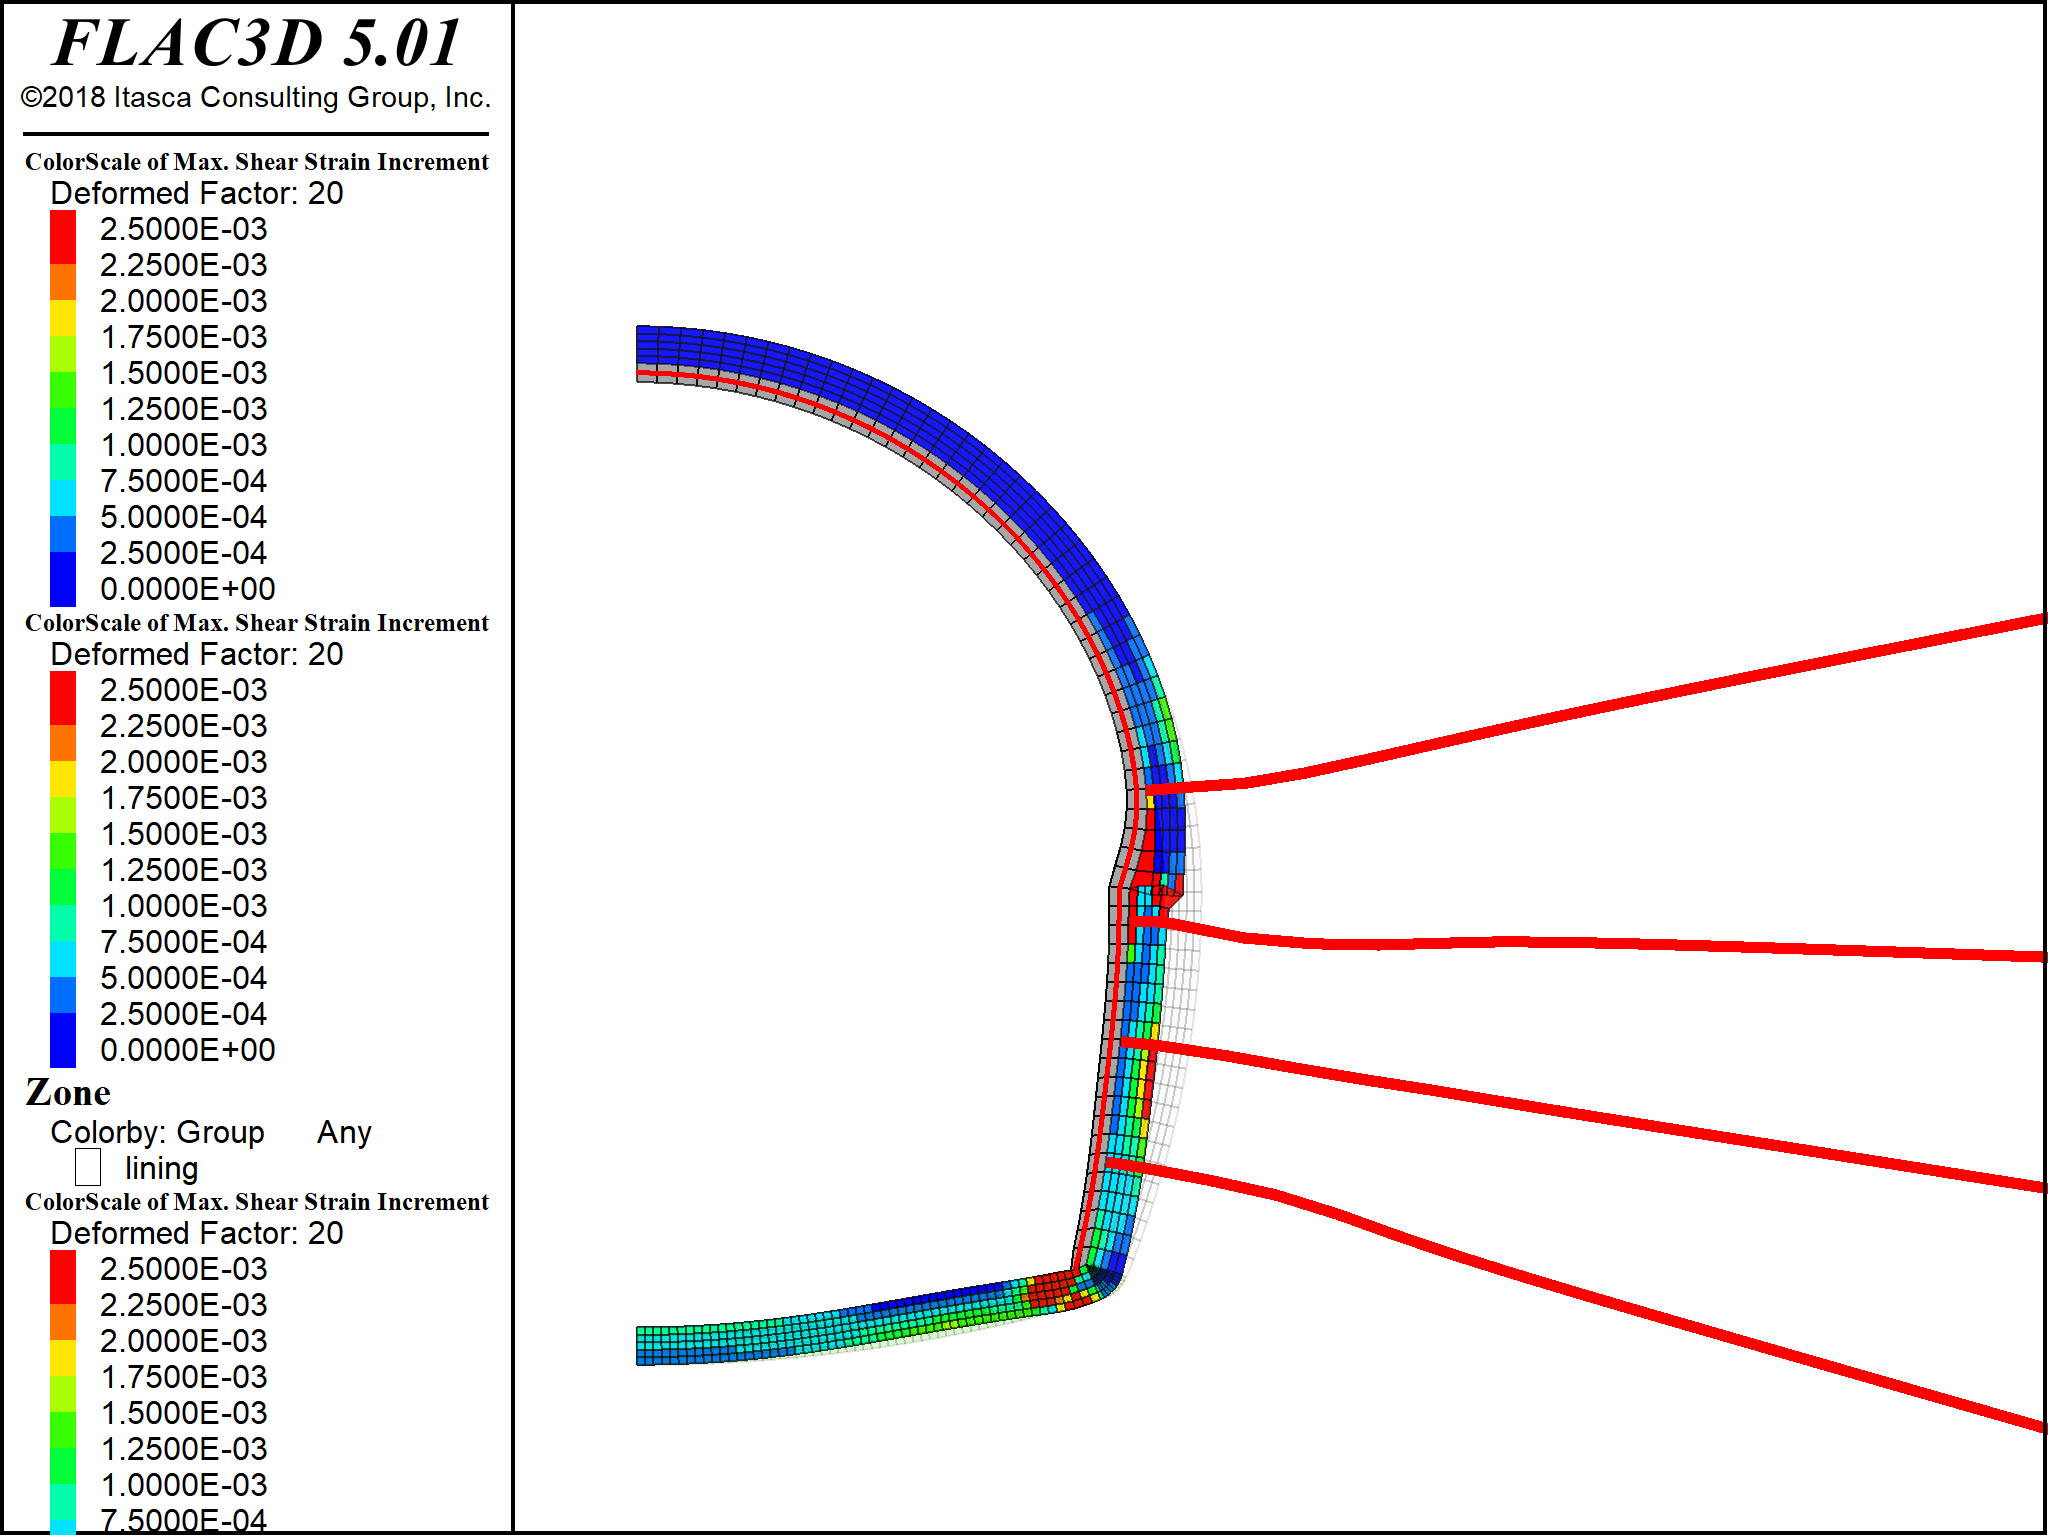 FLAC3D 5.01
©2018 Itasca Consulting Group, Inc.
ColorScale of Max. Shear Strain Increment
Deformed Factor: 20
2.5000E-03
2.2500E-03
2.0000E-03
1.7500E-03
1.5000E-03
1.2500E-03
1.0000E-03
7.5000E-04
5.0000E-04
2.5000E-04
0.0000E+00
ColorScale of Max. Shear Strain Increment
Deformed Factor: 20
2.5000E-03
2.2500E-03
2.0000E-03
1.7500E-03
1.5000E-03
1.2500E-03
1.0000E-03
7.5000E-04
5.0000E-04
2.5000E-04
0.0000E+00
Zone
Colorby: Group Any
lining
ColorScale of Max. Shear Strain Increment
Deformed Factor: 20
2.5000E-03
2.2500E-03
2.0000E-03
1.7500E-03
1.5000E-03
1.2500E-03
1.0000E-03
7.5000E-04